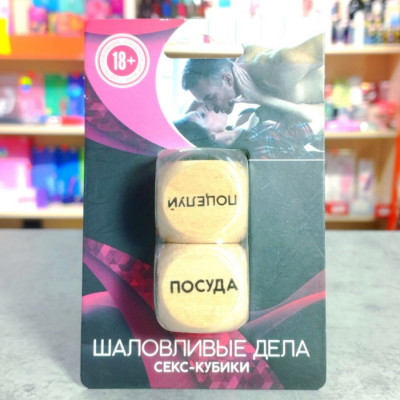 18+
ПОЦЕЛУЙ
ПОСУДА
ШАЛОВЛИВЫЕ ДЕЛА
СЕКС-КУБИКИ